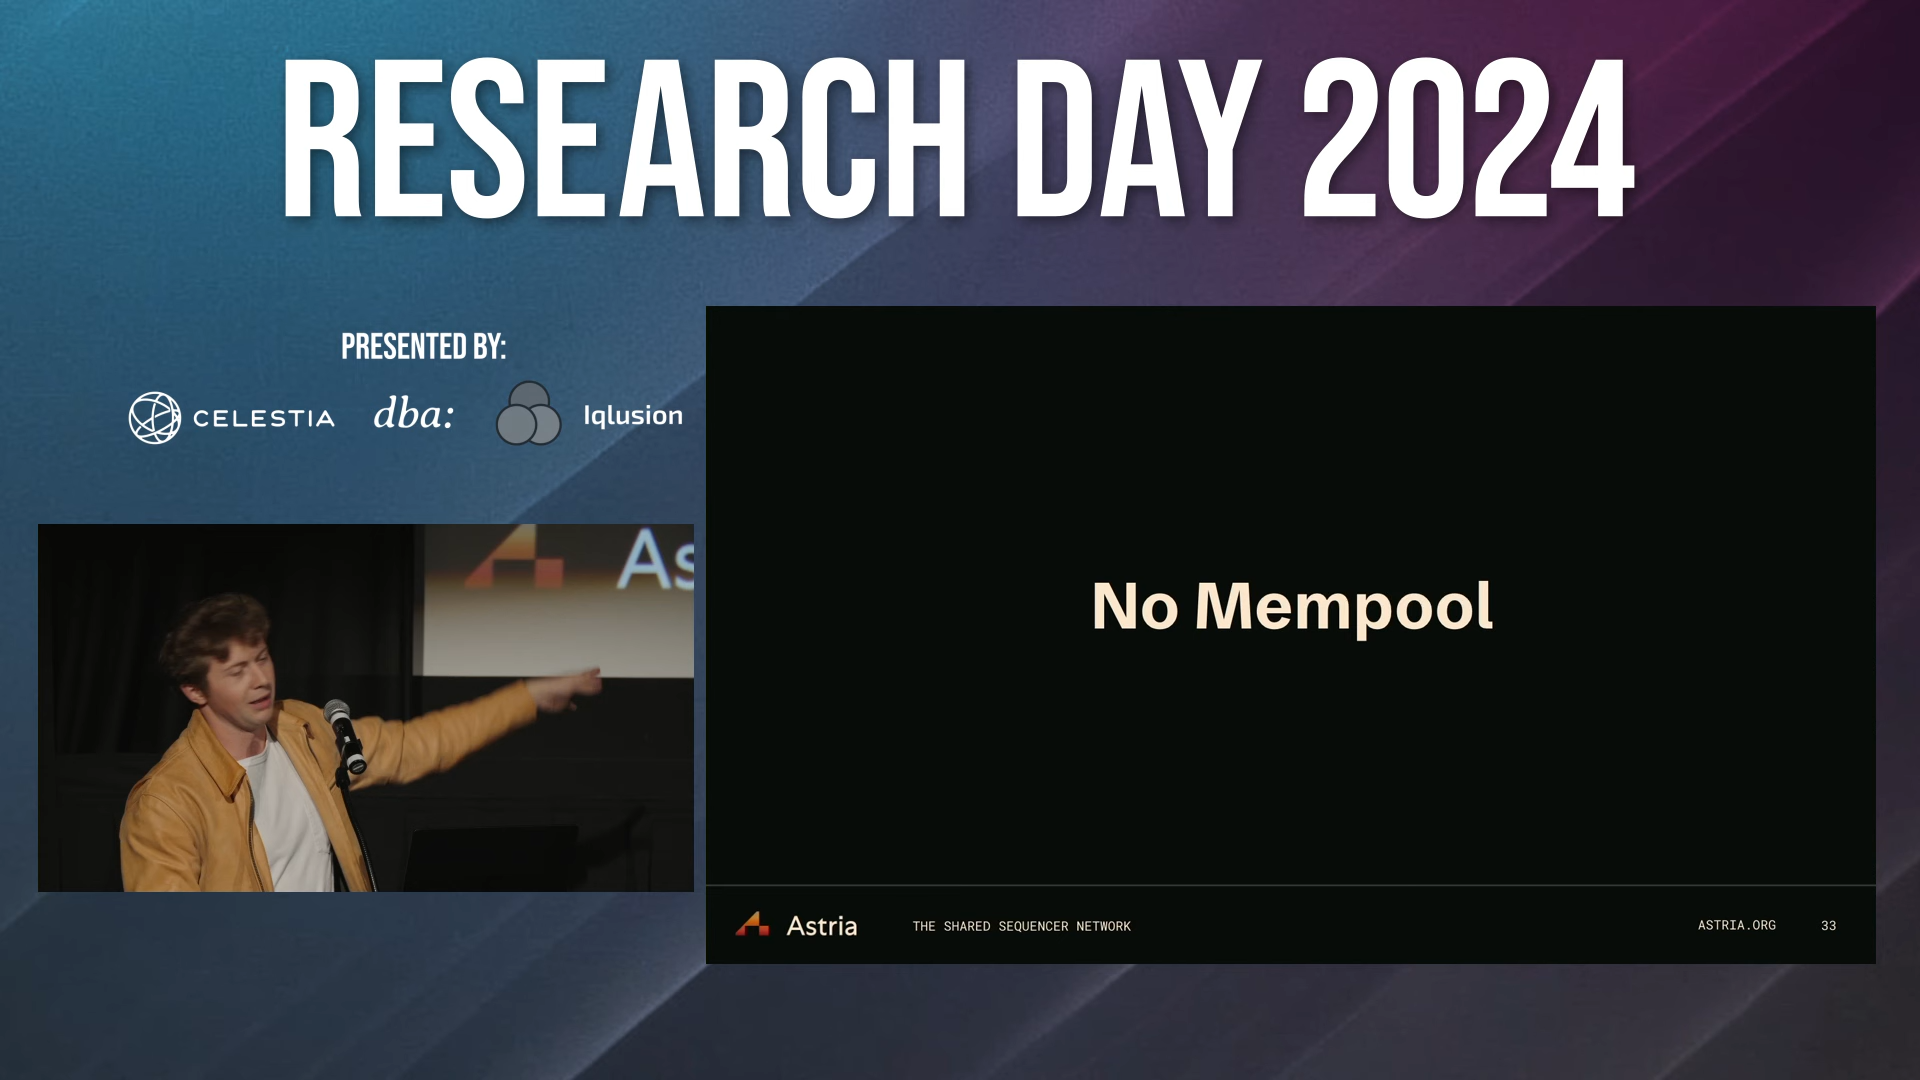 RESEARCH DAY 2024
PRESENTED BY:
CELESTIA
dba:
Iqlusion
As
No Mempool
Astria
THE SHARED SEQUENCER NETWORK
ASTRIA.ORG
33